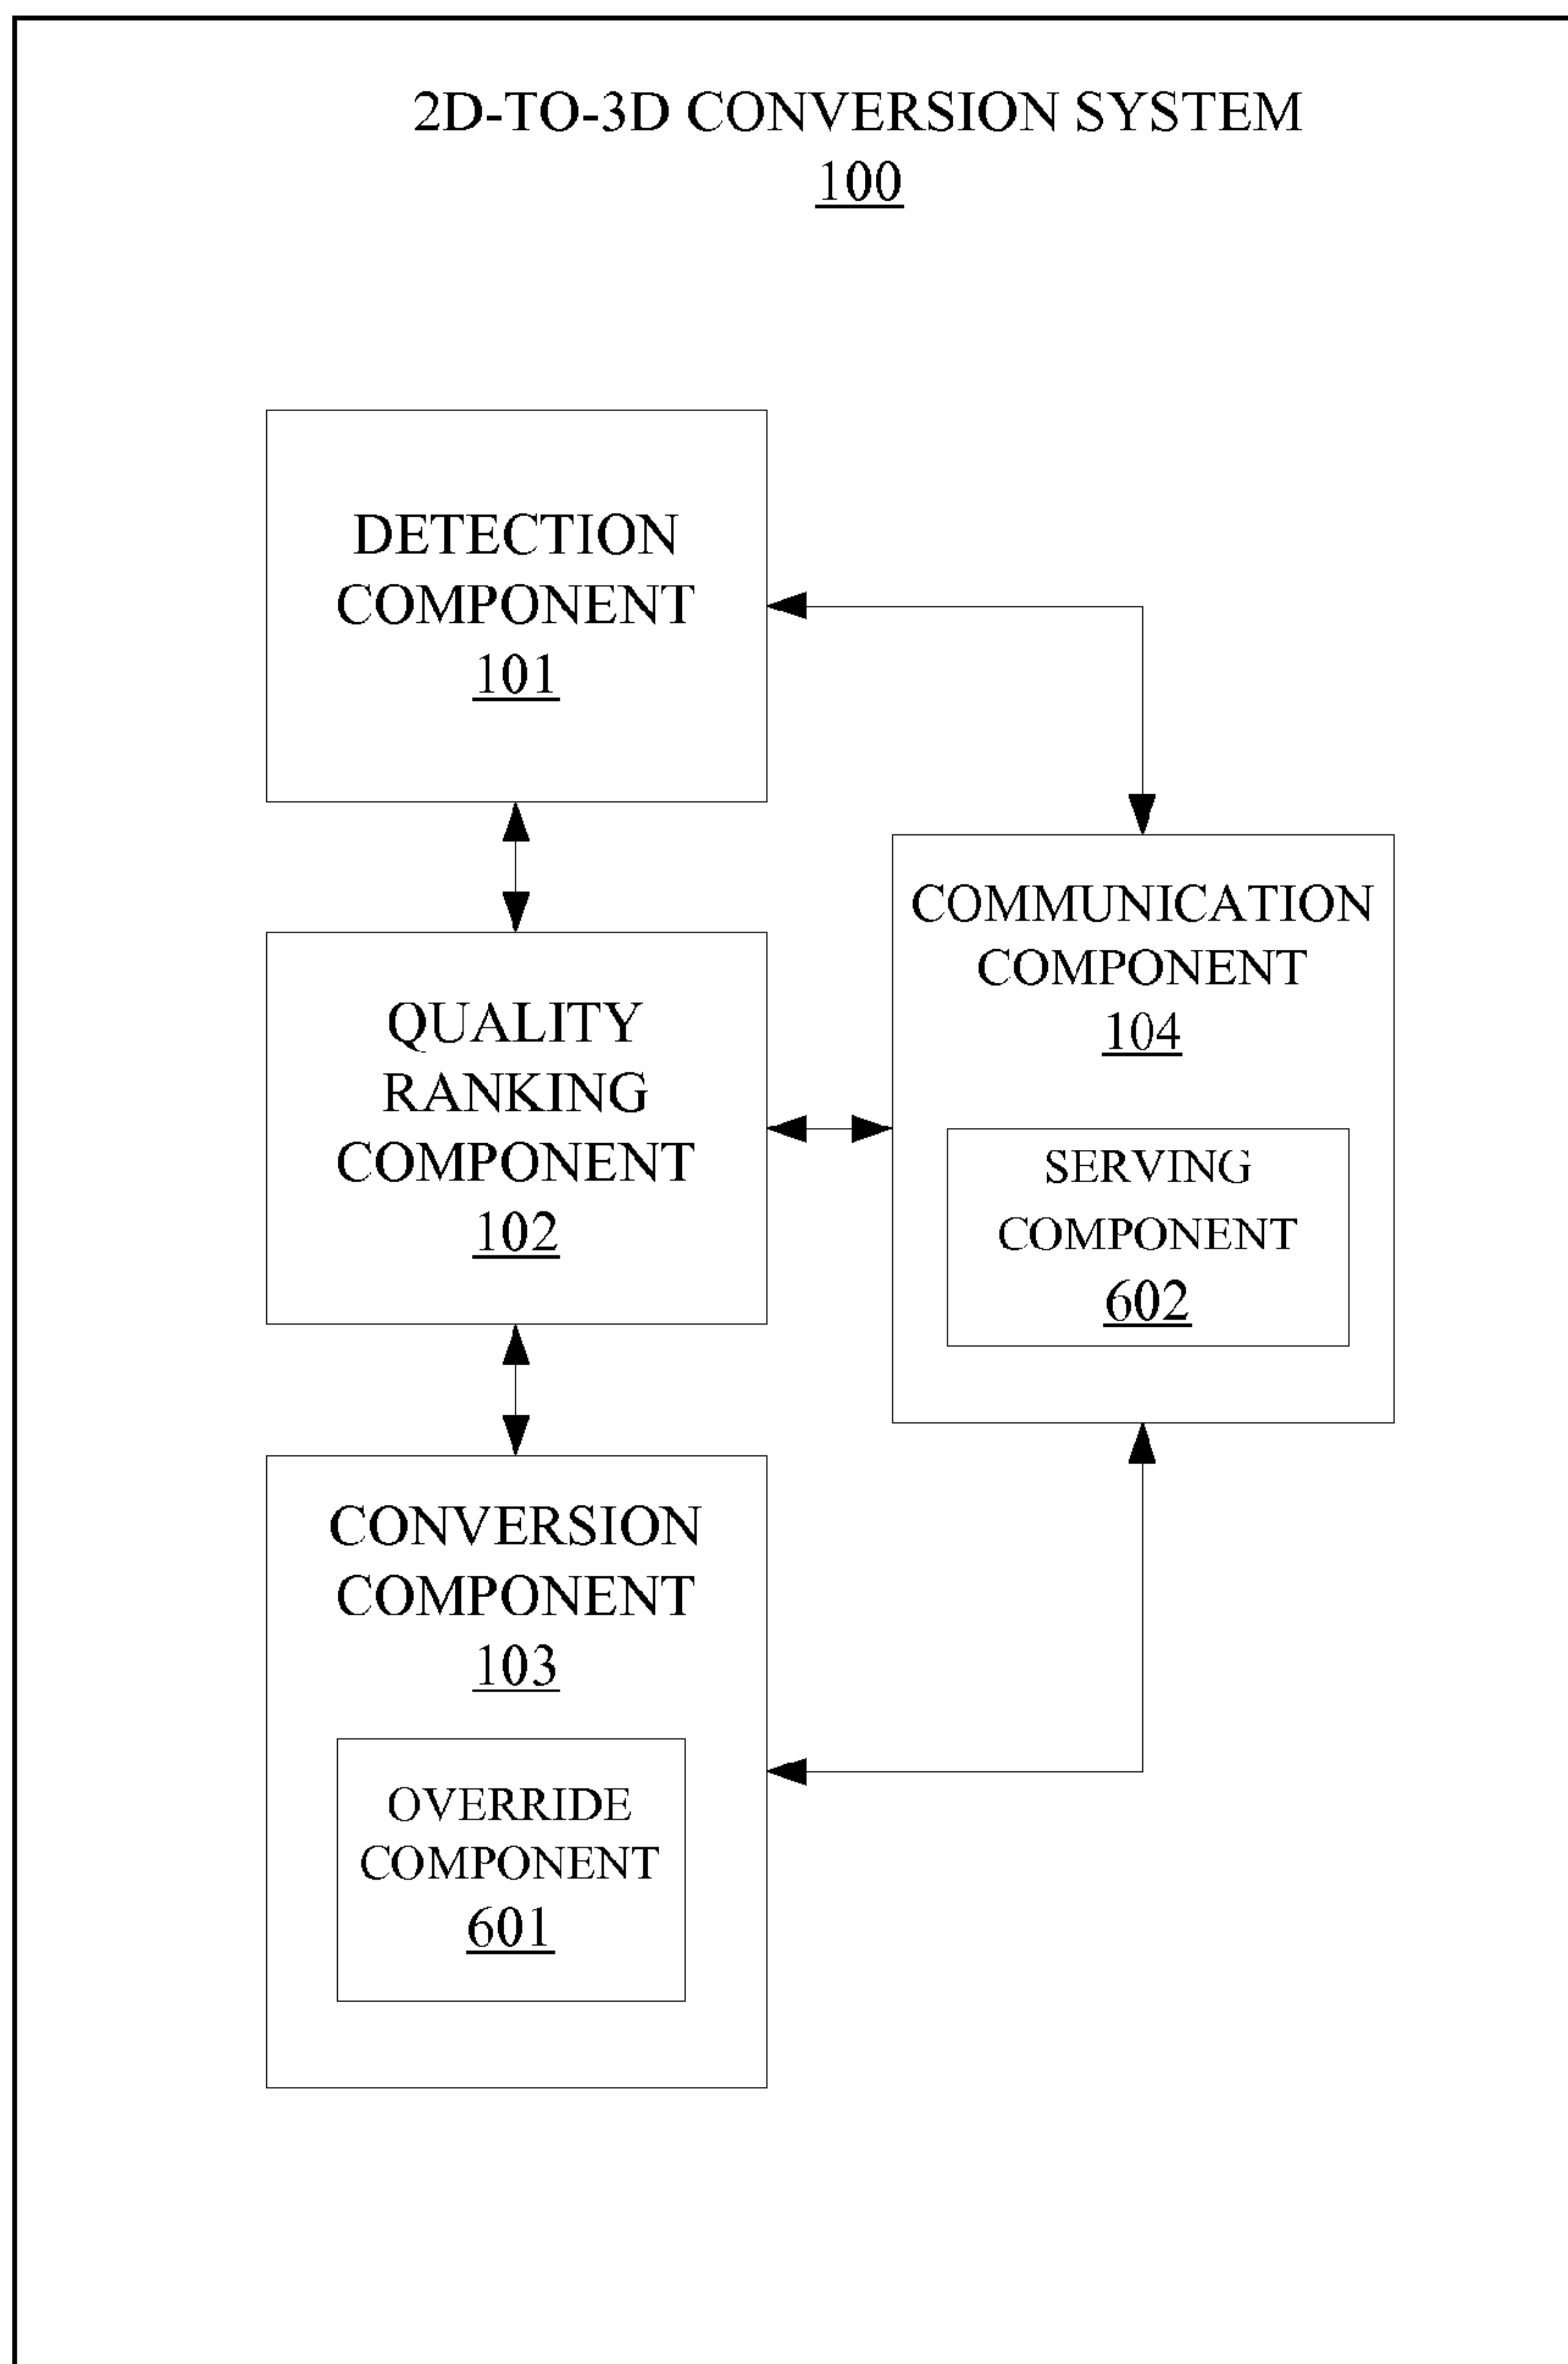 2D-TO-3D CONVERSION SYSTEM
100
DETECTION
COMPONENT
101
QUALITY
RANKING
COMPONENT
102
COMMUNICATION
COMPONENT
104
SERVING
COMPONENT
602
CONVERSION
COMPONENT
103
OVERRIDE
COMPONENT
601